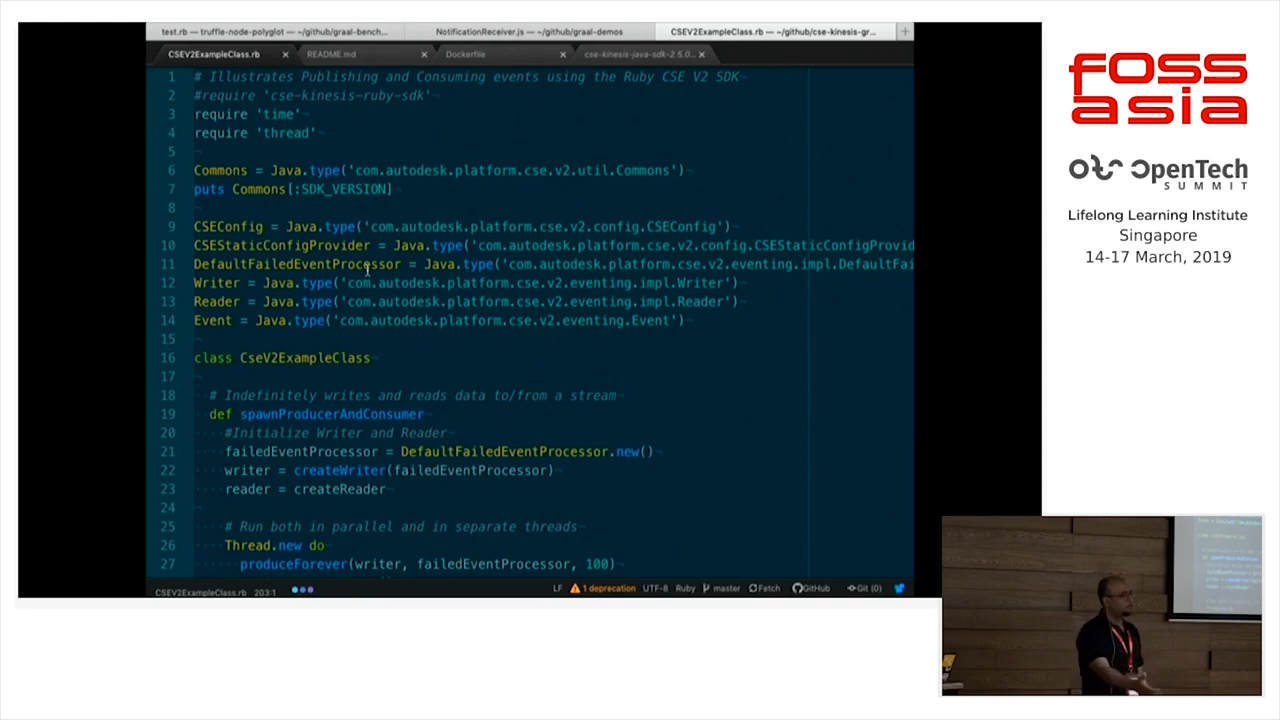 test.rb — truffle-node-polyglot — ~/github/graal-bench...
NotificationReceiver.js — ~/github/graal-demos
CSEV2ExampleClass.rb — ~/github/cse-kinesis-gr...
CSEV2ExampleClass.rb
README.md
Dockerfile
cse-kinesis-java-sdk-2.5.0...
1 # Illustrates Publishing and Consuming events using the Ruby CSE V2 SDK
2 #require 'cse-kinesis-ruby-sdk'
3 require 'time'
4 require 'thread'
5
6 Commons = Java.type('com.autodesk.platform.cse.v2.util.Commons')
7 puts Commons[:SDK_VERSION]
8
9 CSEConfig = Java.type('com.autodesk.platform.cse.v2.config.CSEConfig')
10 CSEStaticConfigProvider = Java.type('com.autodesk.platform.cse.v2.config.CSEStaticConfigProvid
11 DefaultFailedEventProcessor = Java.type('com.autodesk.platform.cse.v2.eventing.impl.DefaultFai
12 Writer = Java.type('com.autodesk.platform.cse.v2.eventing.impl.Writer')
13 Reader = Java.type('com.autodesk.platform.cse.v2.eventing.impl.Reader')
14 Event = Java.type('com.autodesk.platform.cse.v2.eventing.Event')
15
16 class CseV2ExampleClass
17
18 # Indefinitely writes and reads data to/from a stream
19 def spawnProducerAndConsumer
20 #Initialize Writer and Reader
21 failedEventProcessor = DefaultFailedEventProcessor.new()
22 writer = createWriter(failedEventProcessor)
23 reader = createReader
24
25 # Run both in parallel and in separate threads
26 Thread.new do
27 produceForever(writer, failedEventProcessor, 100)
CSEV2ExampleClass.rb 203:1
LF 1 deprecation UTF-8 Ruby master Fetch GitHub Git (0)
FOSS
asia
OpenTech
SUMMIT
Lifelong Learning Institute
Singapore
14-17 March, 2019